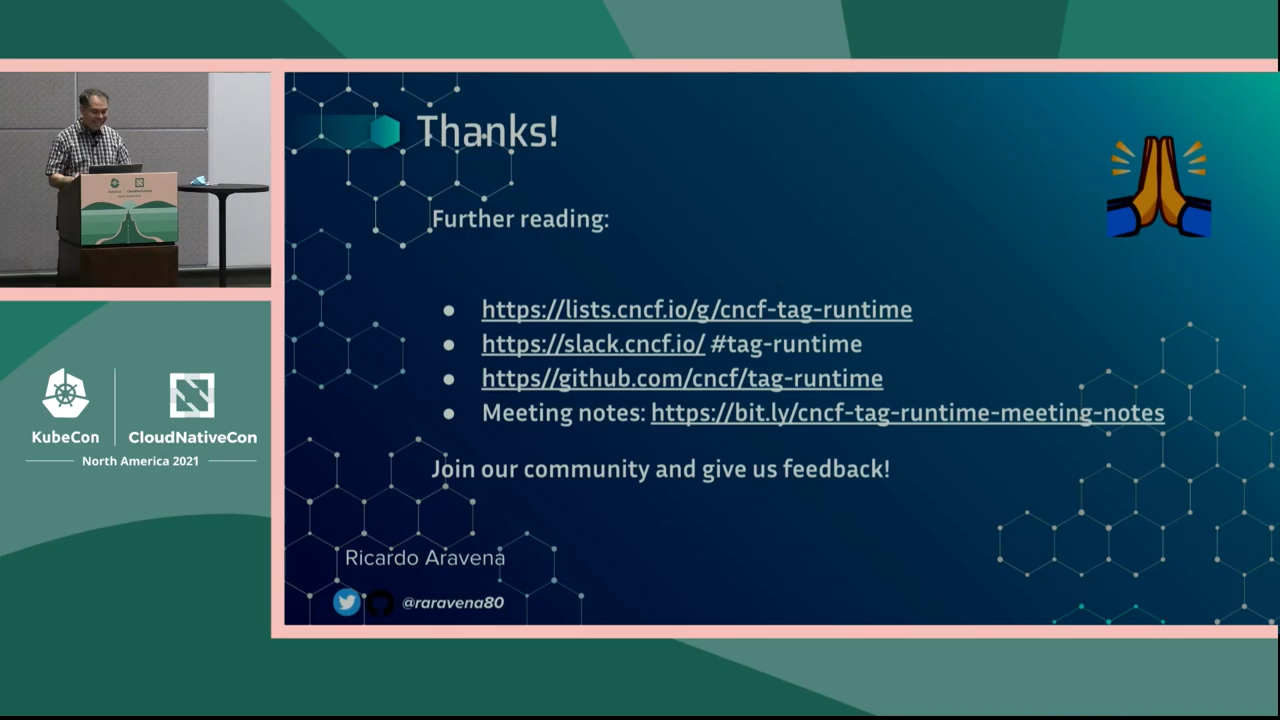 Thanks!
Further reading:
● https://lists.cncf.io/g/cncf-tag-runtime
● https://slack.cncf.io/ #tag-runtime
● https//github.com/cncf/tag-runtime
● Meeting notes: https://bit.ly/cncf-tag-runtime-meeting-notes
Join our community and give us feedback!
Ricardo Aravena
@raravena80
KubeCon
CloudNativeCon
North America 2021